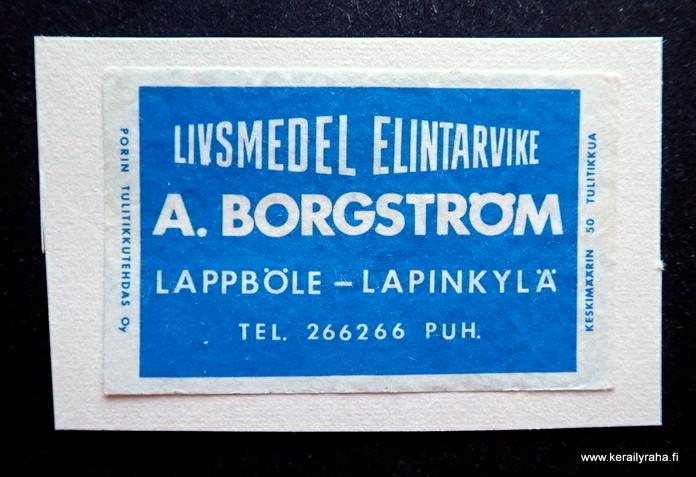 LIVSMEDEL ELINTARVIKE
A. BORGSTRÖM
LAPPBÖLE – LAPINKYLÄ
TEL. 266266 PUH.
PORIN TULITIKKUTEHDAS Oy
KESKIMÄÄRIN 50 TULITIKKUA
www.kerailyraha.fi